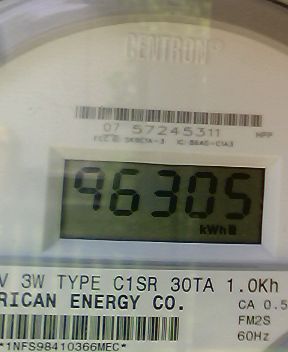 CENTRON®
07 57245311
96305
kWh
V 3W TYPE C1SR 30TA 1.0Kh
RICAN ENERGY CO.
CA 0.5
FM2S
60Hz
*1NFS98410366MEC*